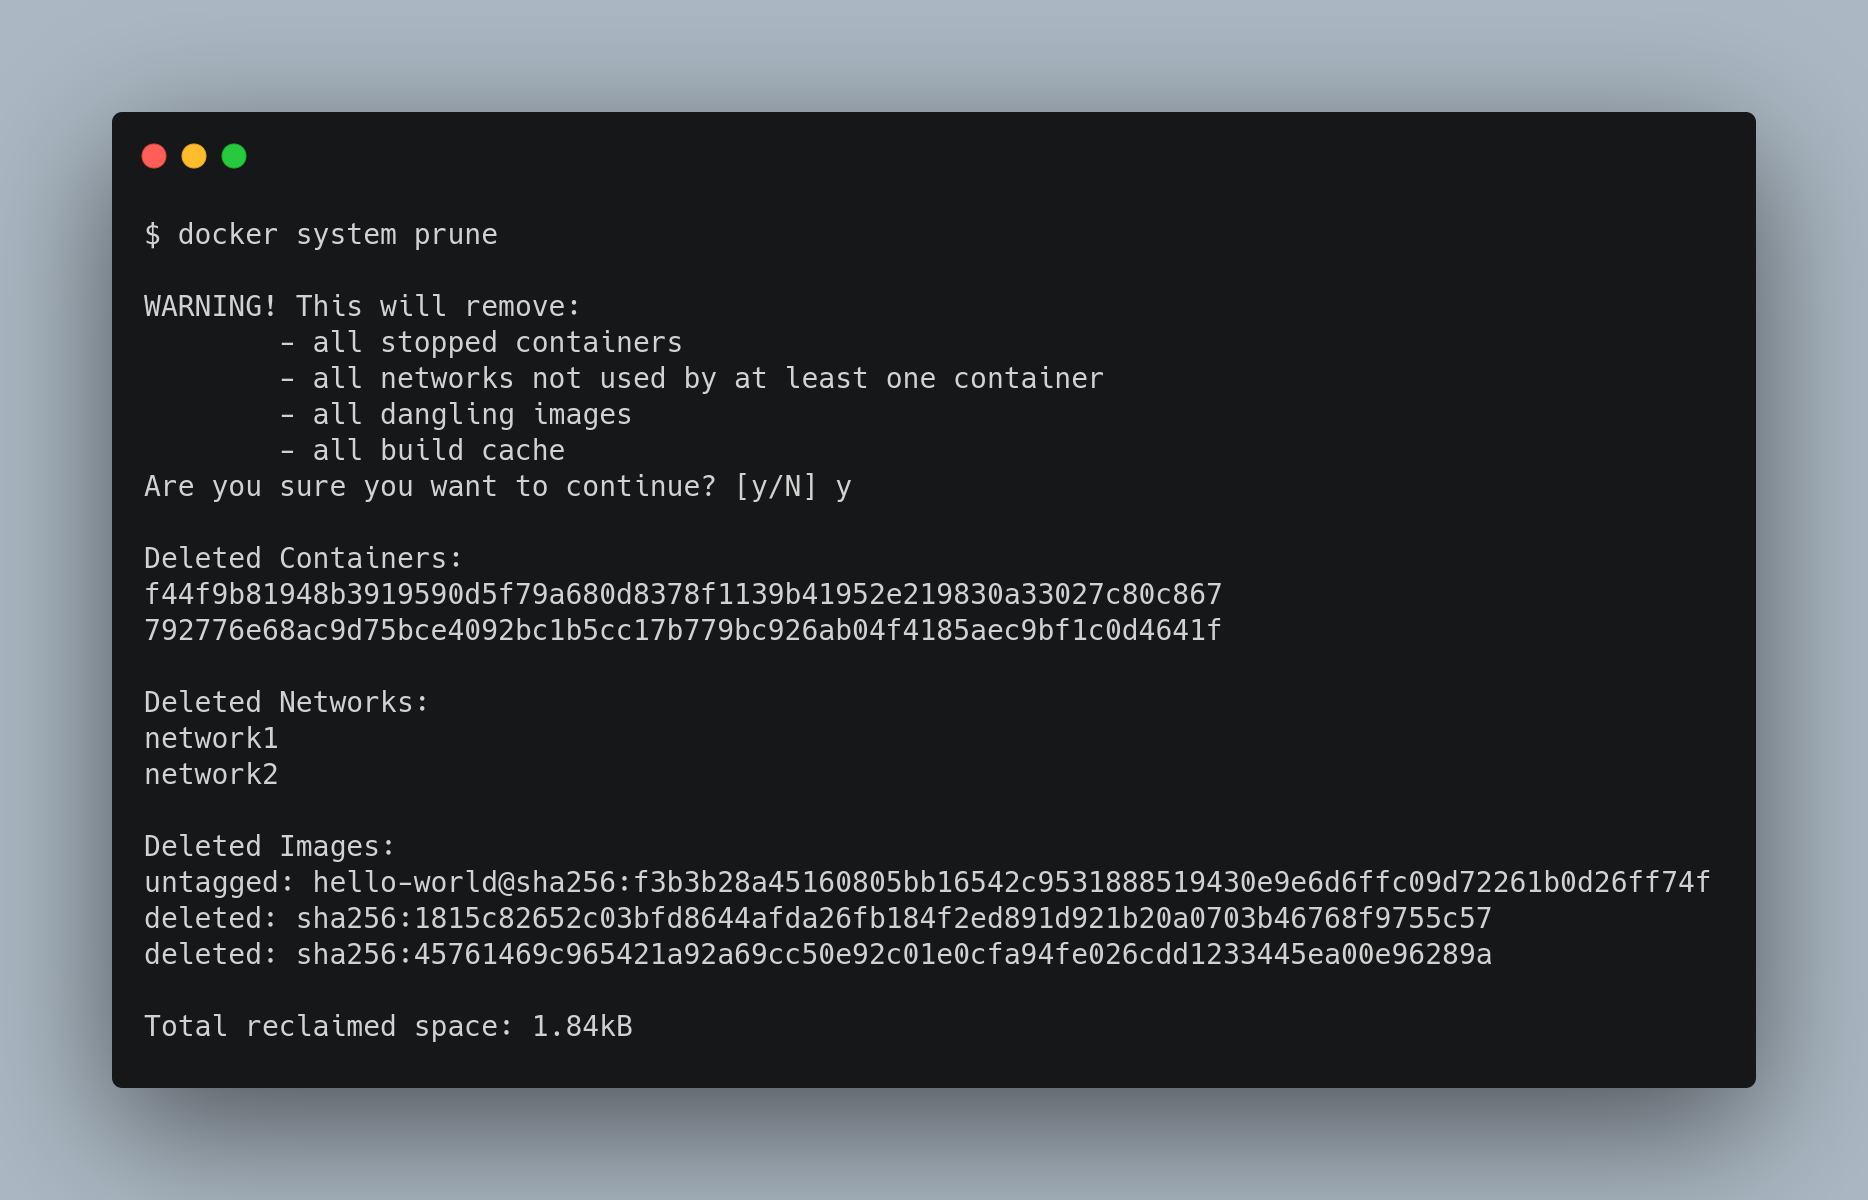 $ docker system prune
WARNING! This will remove:
- all stopped containers
- all networks not used by at least one container
- all dangling images
- all build cache
Are you sure you want to continue? [y/N] y
Deleted Containers:
f44f9b81948b3919590d5f79a680d8378f1139b41952e219830a33027c80c867
792776e68ac9d75bce4092bc1b5cc17b779bc926ab04f4185aec9bf1c0d4641f
Deleted Networks:
network1
network2
Deleted Images:
untagged: hello-world@sha256:f3b3b28a45160805bb16542c9531888519430e9e6d6ffc09d72261b0d26ff74f
deleted: sha256:1815c82652c03bfd8644afda26fb184f2ed891d921b20a0703b46768f9755c57
deleted: sha256:45761469c965421a92a69cc50e92c01e0cfa94fe026cdd1233445ea00e96289a
Total reclaimed space: 1.84kB